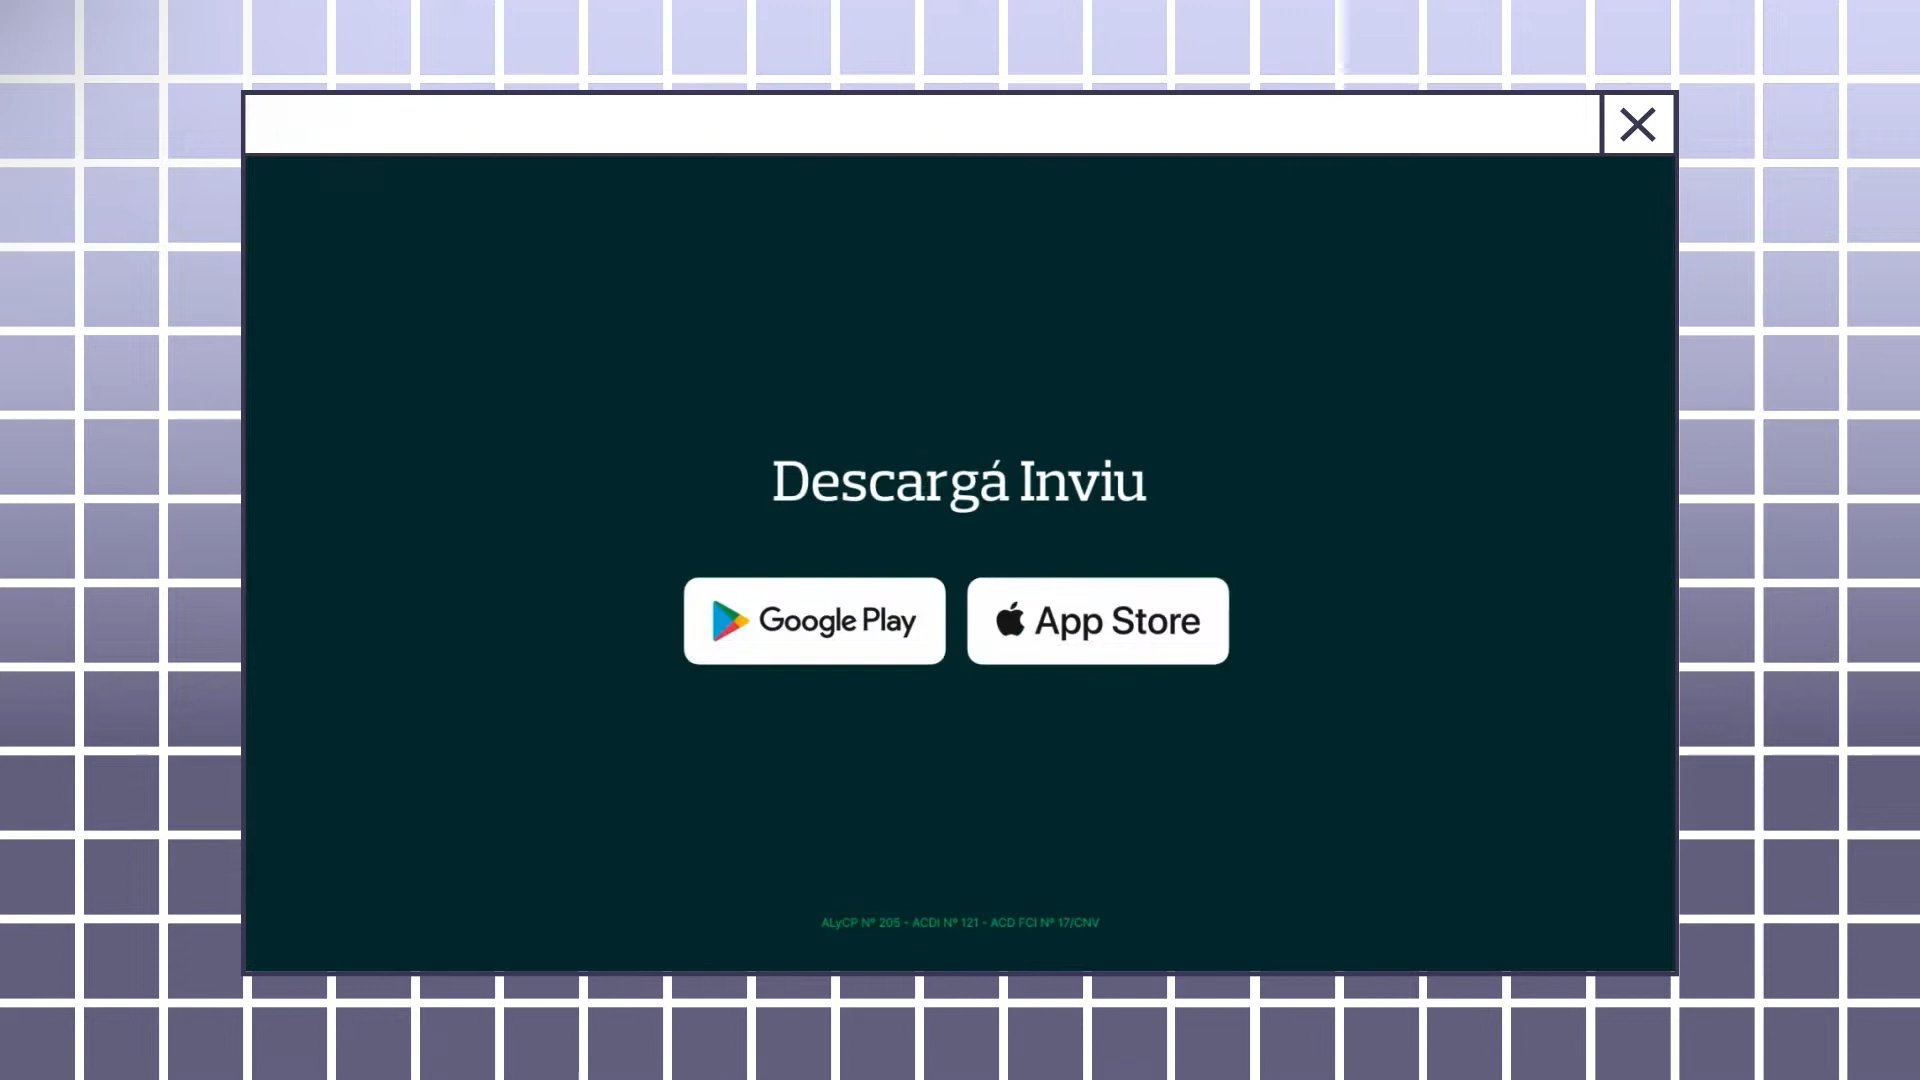 Descargá Inviu
Google Play
App Store
ALyCP Nº 205 - ACDI Nº 121 - ACD FCI Nº 17/CNV